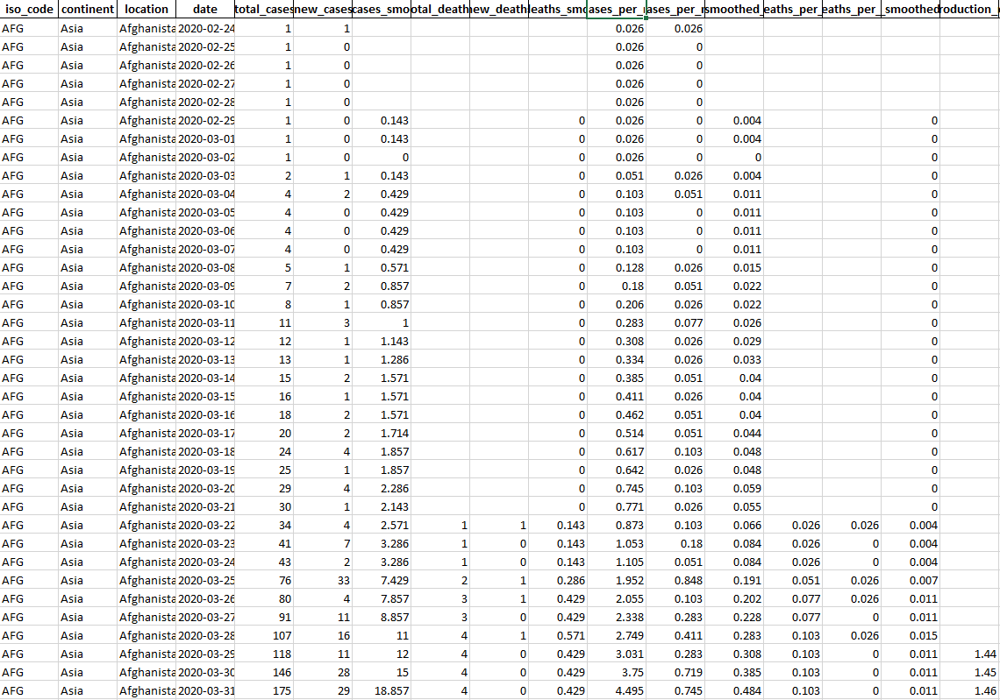 iso_code continent location date total_cases new_cases cases_smo otal_death new_death eaths_smo ases_per_ ases_per_r smoothed_ eaths_per_ eaths_per_ _smoothed roduction_
AFG Asia Afghanista 2020-02-24 1 1 0.026 0.026
AFG Asia Afghanista 2020-02-25 1 0 0.026 0
AFG Asia Afghanista 2020-02-26 1 0 0.026 0
AFG Asia Afghanista 2020-02-27 1 0 0.026 0
AFG Asia Afghanista 2020-02-28 1 0 0.026 0
AFG Asia Afghanista 2020-02-29 1 0 0.143 0 0.026 0 0.004 0
AFG Asia Afghanista 2020-03-01 1 0 0.143 0 0.026 0 0.004 0
AFG Asia Afghanista 2020-03-02 1 0 0 0 0.026 0 0 0
AFG Asia Afghanista 2020-03-03 2 1 0.143 0 0.051 0.026 0.004 0
AFG Asia Afghanista 2020-03-04 4 2 0.429 0 0.103 0.051 0.011 0
AFG Asia Afghanista 2020-03-05 4 0 0.429 0 0.103 0 0.011 0
AFG Asia Afghanista 2020-03-06 4 0 0.429 0 0.103 0 0.011 0
AFG Asia Afghanista 2020-03-07 4 0 0.429 0 0.103 0 0.011 0
AFG Asia Afghanista 2020-03-08 5 1 0.571 0 0.128 0.026 0.015 0
AFG Asia Afghanista 2020-03-09 7 2 0.857 0 0.18 0.051 0.022 0
AFG Asia Afghanista 2020-03-10 8 1 0.857 0 0.206 0.026 0.022 0
AFG Asia Afghanista 2020-03-11 11 3 1 0 0.283 0.077 0.026 0
AFG Asia Afghanista 2020-03-12 12 1 1.143 0 0.308 0.026 0.029 0
AFG Asia Afghanista 2020-03-13 13 1 1.286 0 0.334 0.026 0.033 0
AFG Asia Afghanista 2020-03-14 15 2 1.571 0 0.385 0.051 0.04 0
AFG Asia Afghanista 2020-03-15 16 1 1.571 0 0.411 0.026 0.04 0
AFG Asia Afghanista 2020-03-16 18 2 1.571 0 0.462 0.051 0.04 0
AFG Asia Afghanista 2020-03-17 20 2 1.714 0 0.514 0.051 0.044 0
AFG Asia Afghanista 2020-03-18 24 4 1.857 0 0.617 0.103 0.048 0
AFG Asia Afghanista 2020-03-19 25 1 1.857 0 0.642 0.026 0.048 0
AFG Asia Afghanista 2020-03-20 29 4 2.286 0 0.745 0.103 0.059 0
AFG Asia Afghanista 2020-03-21 30 1 2.143 0 0.771 0.026 0.055 0
AFG Asia Afghanista 2020-03-22 34 4 2.571 1 1 0.143 0.873 0.103 0.066 0.026 0.026 0.004
AFG Asia Afghanista 2020-03-23 41 7 3.286 1 0 0.143 1.053 0.18 0.084 0.026 0 0.004
AFG Asia Afghanista 2020-03-24 43 2 3.286 1 0 0.143 1.105 0.051 0.084 0.026 0 0.004
AFG Asia Afghanista 2020-03-25 76 33 7.429 2 1 0.286 1.952 0.848 0.191 0.051 0.026 0.007
AFG Asia Afghanista 2020-03-26 80 4 7.857 3 1 0.429 2.055 0.103 0.202 0.077 0.026 0.011
AFG Asia Afghanista 2020-03-27 91 11 8.857 3 0 0.429 2.338 0.283 0.228 0.077 0 0.011
AFG Asia Afghanista 2020-03-28 107 16 11 4 1 0.571 2.749 0.411 0.283 0.103 0.026 0.015
AFG Asia Afghanista 2020-03-29 118 11 12 4 0 0.429 3.031 0.283 0.308 0.103 0 0.011 1.44
AFG Asia Afghanista 2020-03-30 146 28 15 4 0 0.429 3.75 0.719 0.385 0.103 0 0.011 1.45
AFG Asia Afghanista 2020-03-31 175 29 18.857 4 0 0.429 4.495 0.745 0.484 0.103 0 0.011 1.46